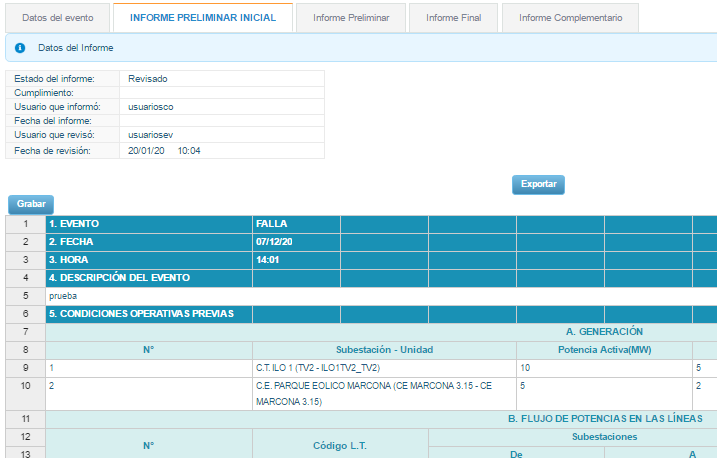 Datos del evento INFORME PRELIMINAR INICIAL Informe Preliminar Informe Final Informe Complementario
Datos del Informe
Estado del informe: Revisado
Cumplimiento:
Usuario que informó: usuariosco
Fecha del informe:
Usuario que revisó: usuariosev
Fecha de revisión: 20/01/20 10:04
Exportar
Grabar
1 1. EVENTO FALLA
2 2. FECHA 07/12/20
3 3. HORA 14:01
4 4. DESCRIPCIÓN DEL EVENTO
5 prueba
6 5. CONDICIONES OPERATIVAS PREVIAS
7 A. GENERACIÓN
8 N° Subestación - Unidad Potencia Activa(MW)
9 1 C.T. ILO 1 (TV2 - ILO1TV2_TV2) 10 5
10 2 C.E. PARQUE EOLICO MARCONA (CE MARCONA 3.15 - CE 5 2
MARCONA 3.15)
11 B. FLUJO DE POTENCIAS EN LAS LÍNEAS
12 N° Código L.T. Subestaciones
13 De A